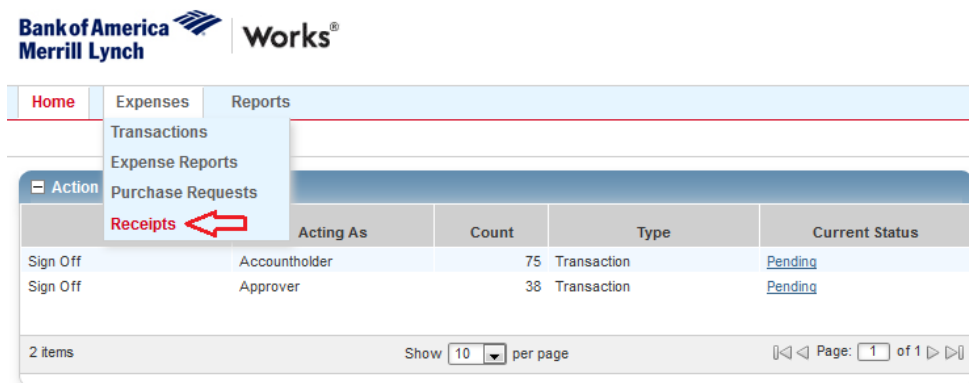 Bank of America
Merrill Lynch
Works®
Home Expenses Reports
Transactions
Expense Reports
Purchase Requests
Receipts
Action
Acting As Count Type Current Status
Sign Off Accountholder 75 Transaction Pending
Sign Off Approver 38 Transaction Pending
2 items Show 10 per page Page: 1 of 1